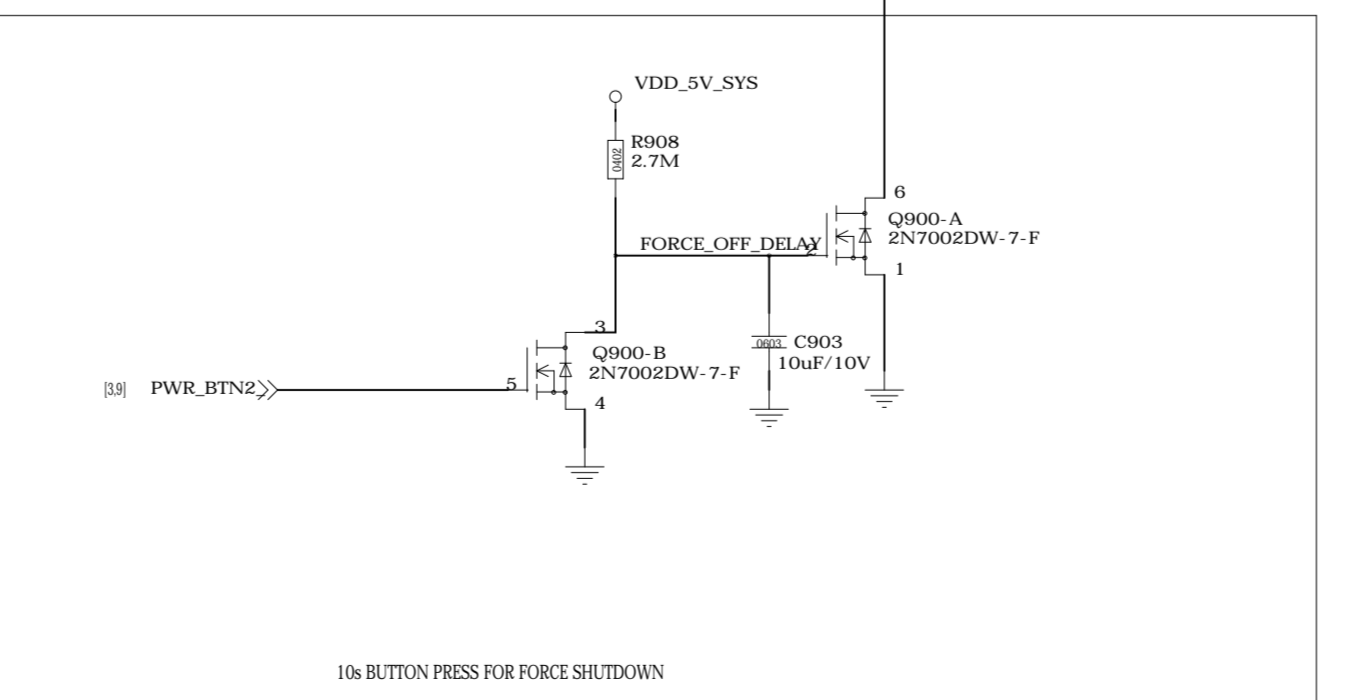 VDD_5V_SYS
R908
0402
2.7M
6
Q900-A
2N7002DW-7-F
FORCE_OFF_DELAY
2
1
3
0603
C903
10uF/10V
Q900-B
2N7002DW-7-F
[3,9] PWR_BTN2
5
4
10s BUTTON PRESS FOR FORCE SHUTDOWN